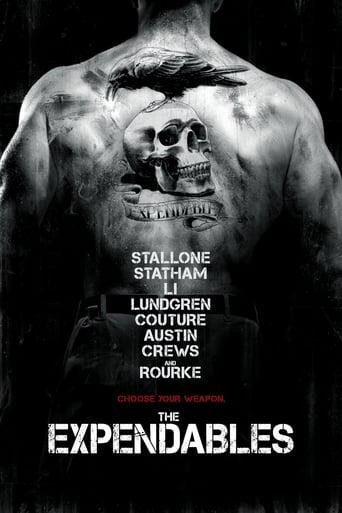 EXPENDABLE
STALLONE
STATHAM
LI
LUNDGREN
COUTURE
AUSTIN
CREWS
AND
ROURKE
CHOOSE YOUR WEAPON.
THE
EXPENDABLES